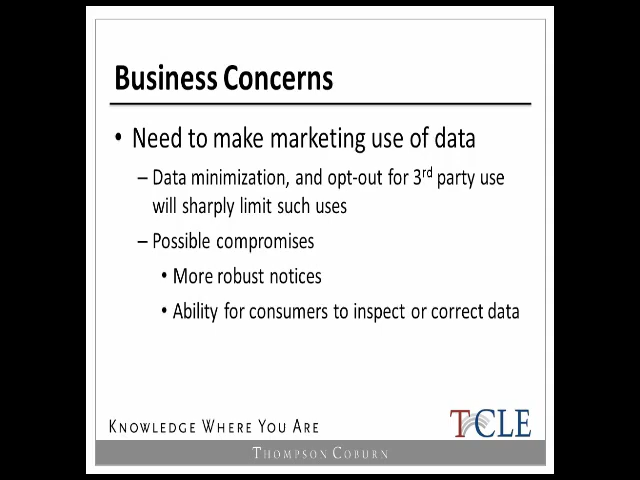 Business Concerns
• Need to make marketing use of data
– Data minimization, and opt-out for 3rd party use
will sharply limit such uses
– Possible compromises
• More robust notices
• Ability for consumers to inspect or correct data
KNOWLEDGE WHERE YOU ARE
TCCLE
THOMPSON COBURN